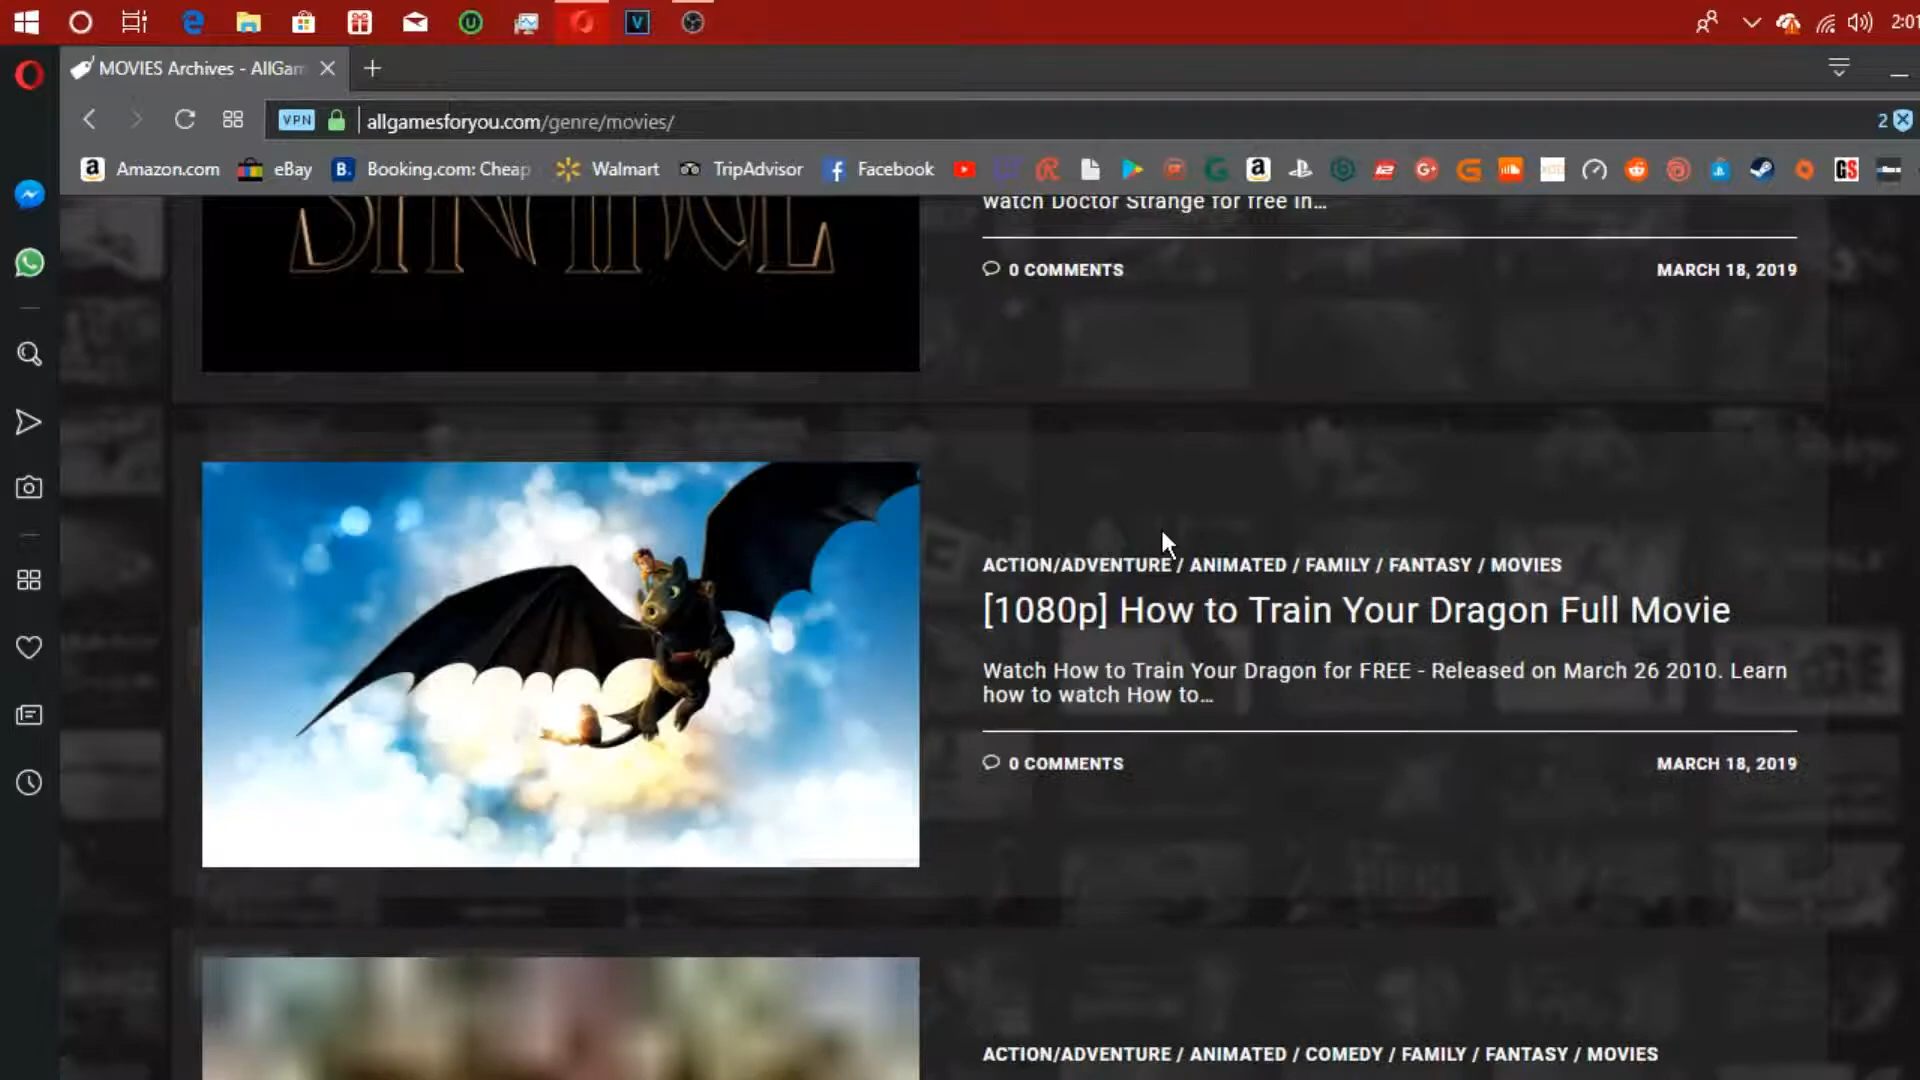 2:01
MOVIES Archives - AllGam
VPN allgamesforyou.com/genre/movies/ 2
Amazon.com eBay B. Booking.com: Cheap Walmart TripAdvisor Facebook GS
watch Doctor Strange for free in...
0 COMMENTS MARCH 18, 2019
ACTION/ADVENTURE / ANIMATED / FAMILY / FANTASY / MOVIES
[1080p] How to Train Your Dragon Full Movie
Watch How to Train Your Dragon for FREE - Released on March 26 2010. Learn
how to watch How to...
0 COMMENTS MARCH 18, 2019
ACTION/ADVENTURE / ANIMATED / COMEDY / FAMILY / FANTASY / MOVIES